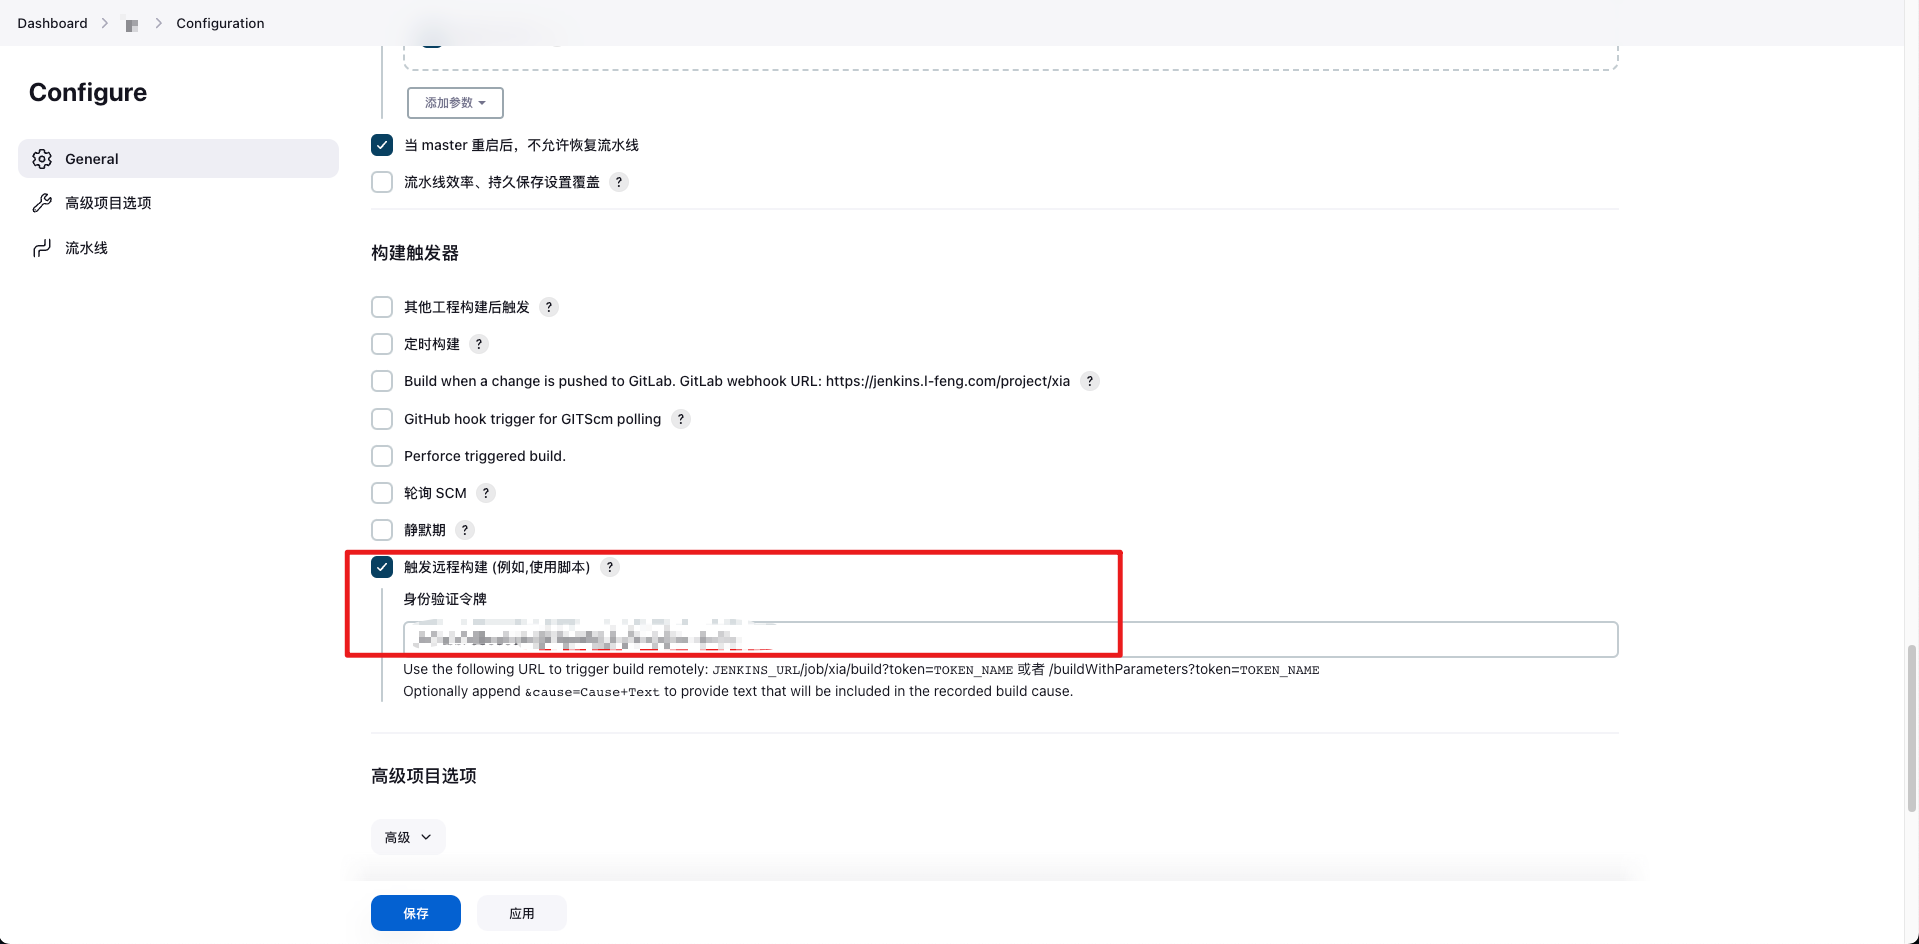 Dashboard
Configuration
Configure
General
高级项目选项
流水线
添加参数
当 master 重启后，不允许恢复流水线
流水线效率、持久保存设置覆盖 ?
构建触发器
其他工程构建后触发 ?
定时构建 ?
Build when a change is pushed to GitLab. GitLab webhook URL: https://jenkins.l-feng.com/project/xia ?
GitHub hook trigger for GITScm polling ?
Perforce triggered build.
轮询 SCM ?
静默期 ?
触发远程构建 (例如,使用脚本) ?
身份验证令牌
Use the following URL to trigger build remotely: JENKINS_URL/job/xia/build?token=TOKEN_NAME 或者 /buildWithParameters?token=TOKEN_NAME
Optionally append &cause=Cause+Text to provide text that will be included in the recorded build cause.
高级项目选项
高级
保存
应用